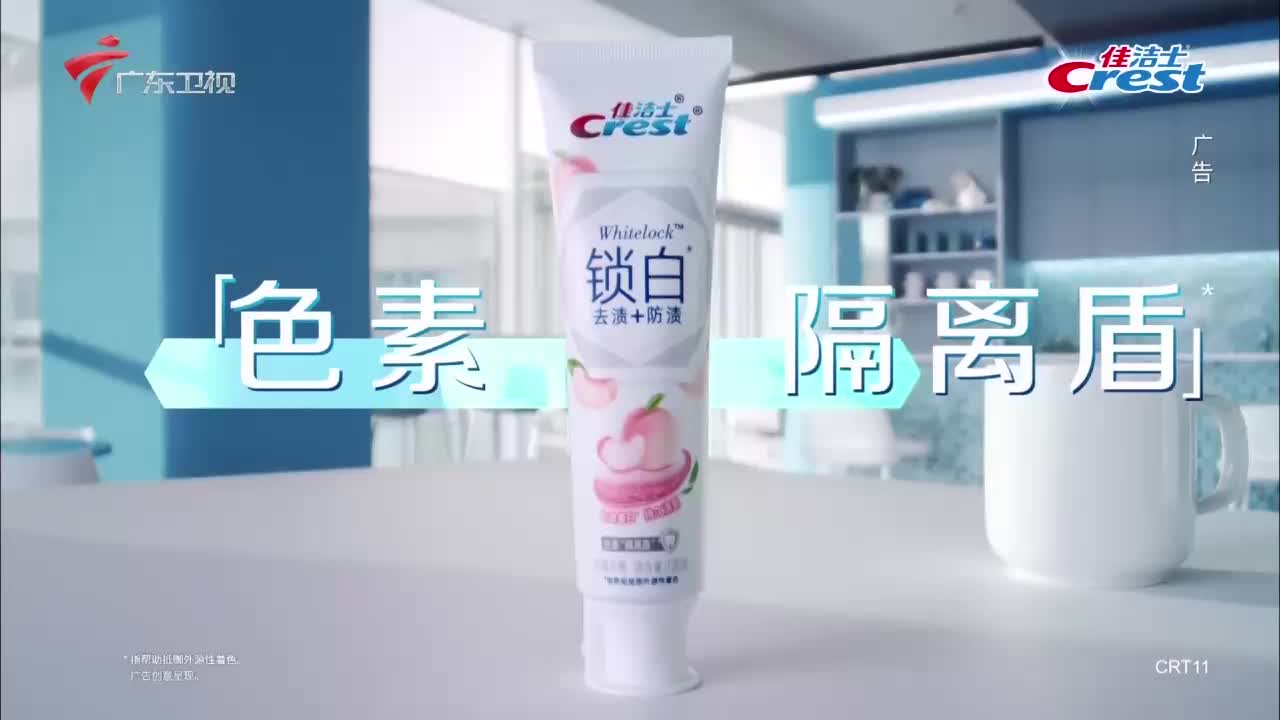 广东卫视
佳洁士
Crest
广告
佳洁士®
Crest®
Whitelock™
锁白*
去渍+防渍
「色素 隔离盾」*
*指帮助抵御外源性着色。
广告创意呈现。
CRT11